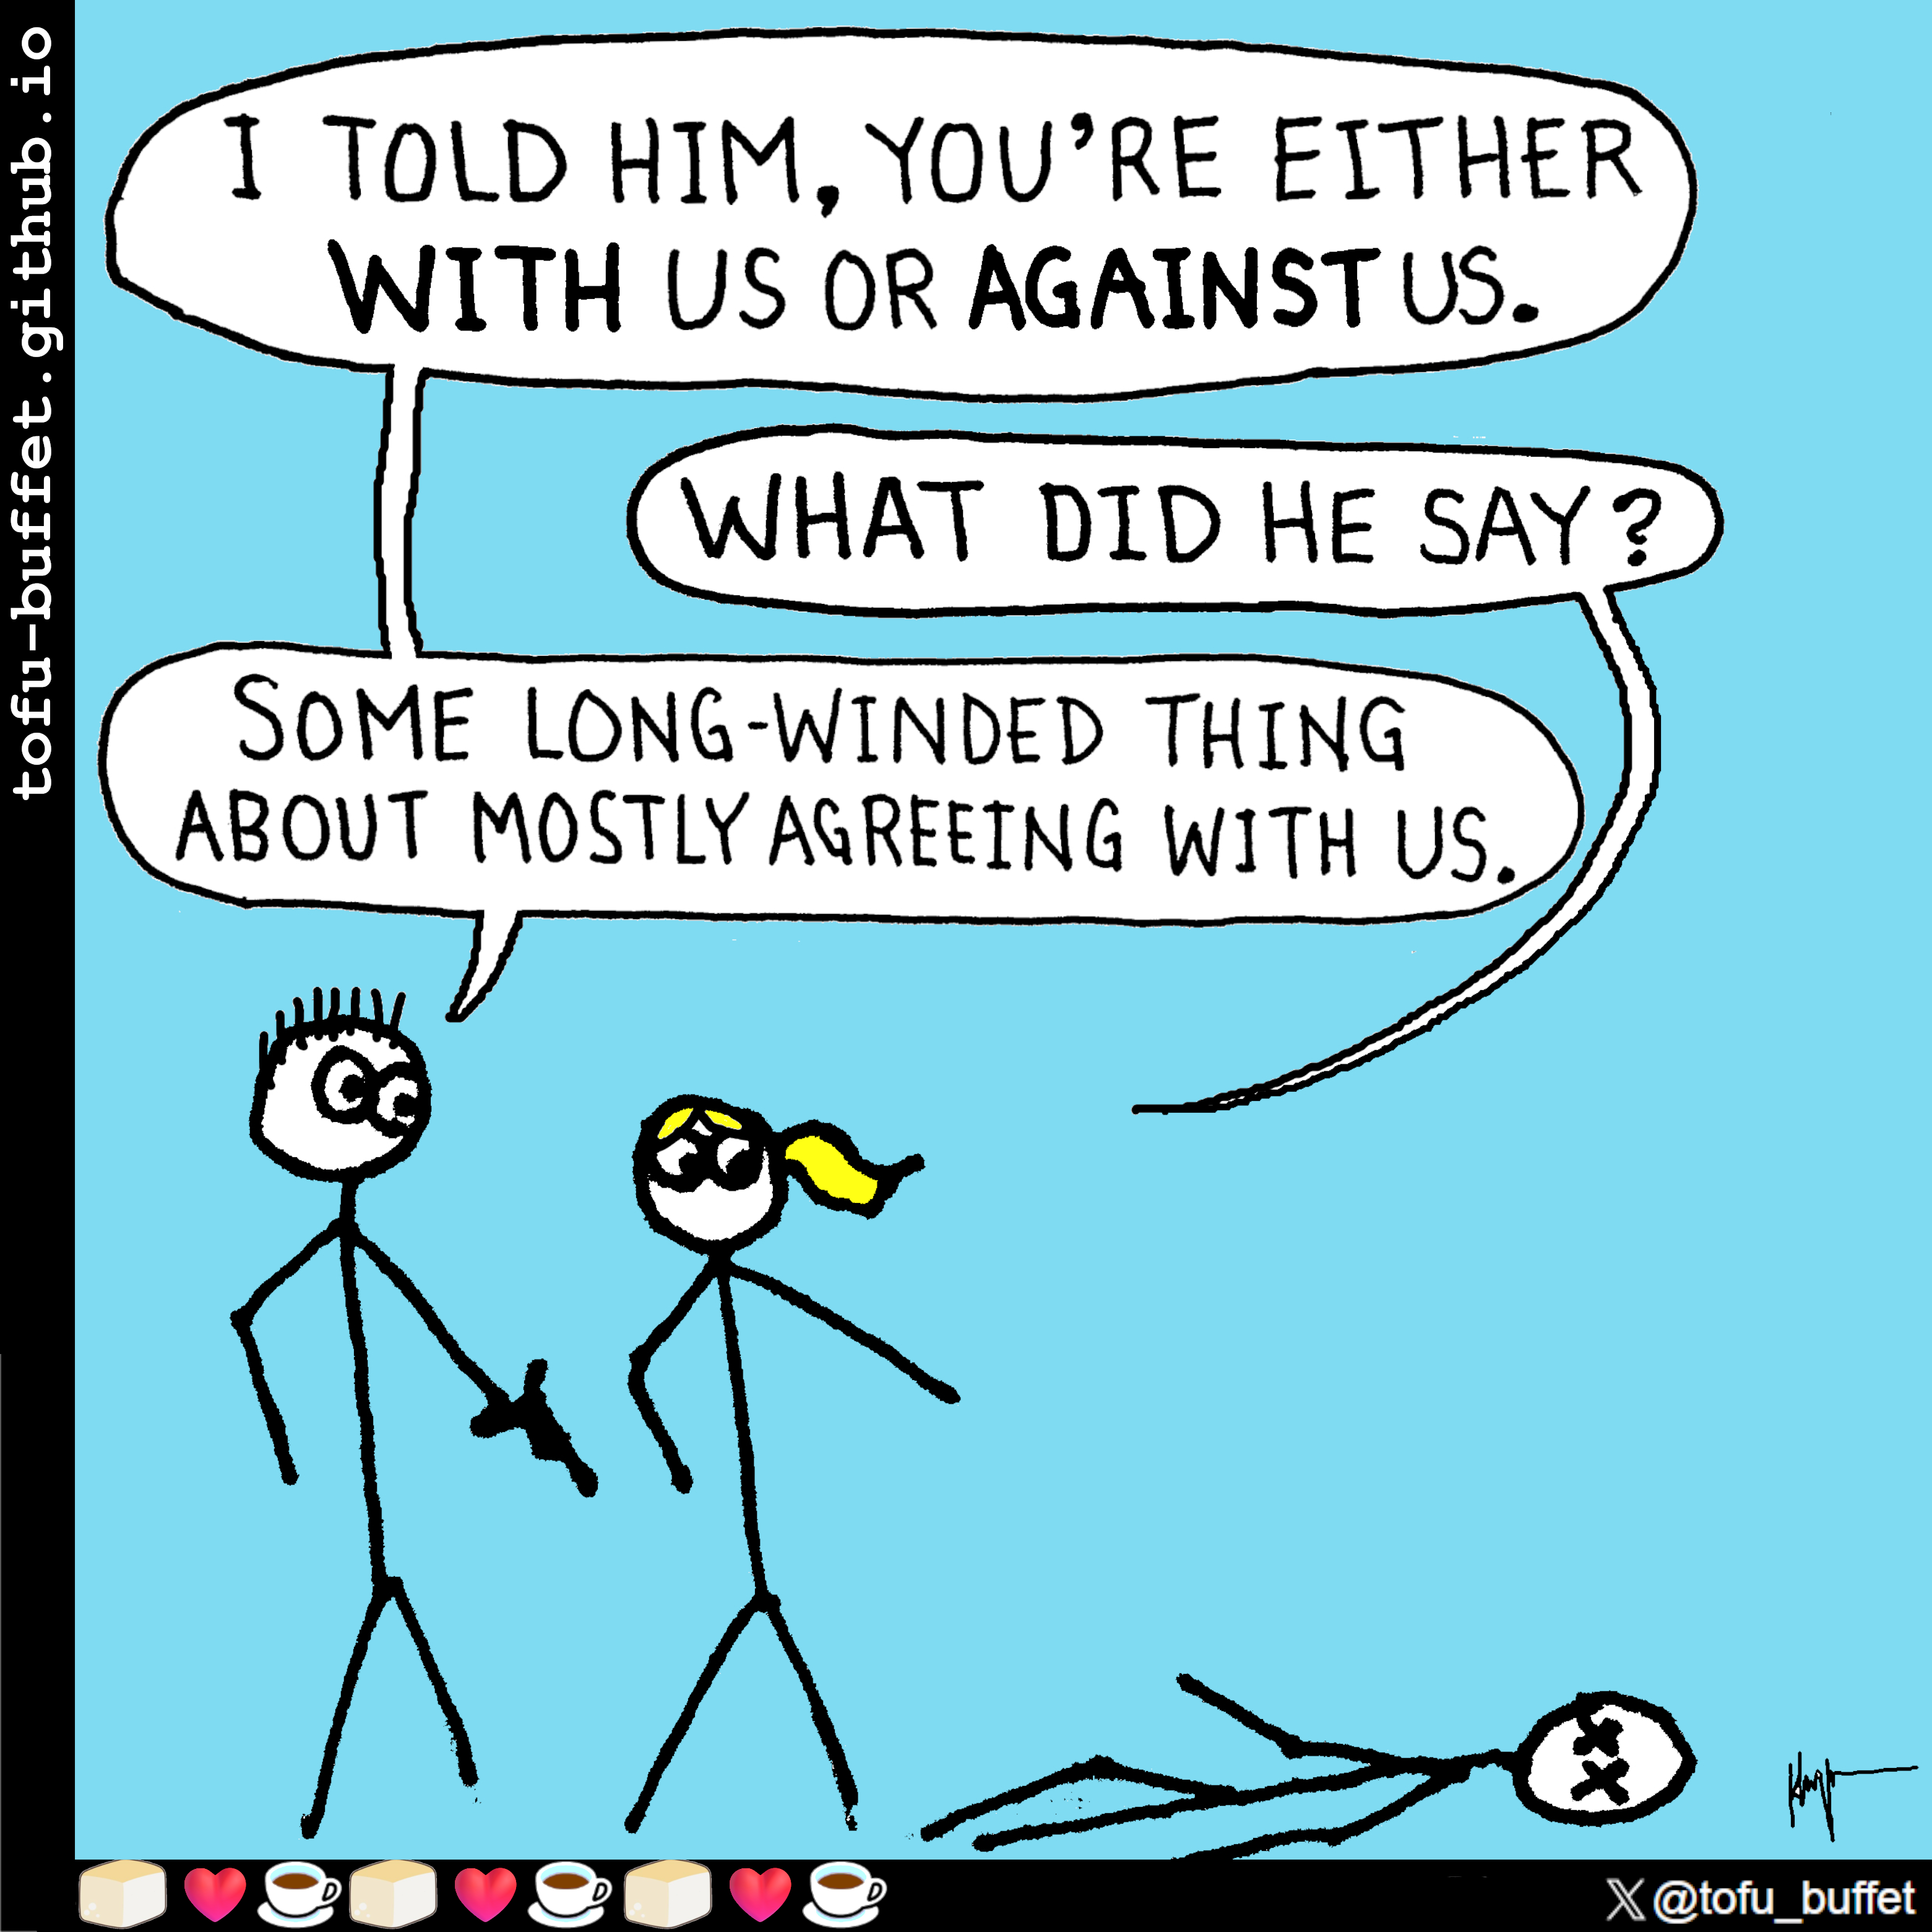 tofu-buffet.github.io
I TOLD HIM, YOU'RE EITHER
WITH US OR AGAINST US.
WHAT DID HE SAY?
SOME LONG-WINDED THING
ABOUT MOSTLY AGREEING WITH US.
X @tofu_buffet